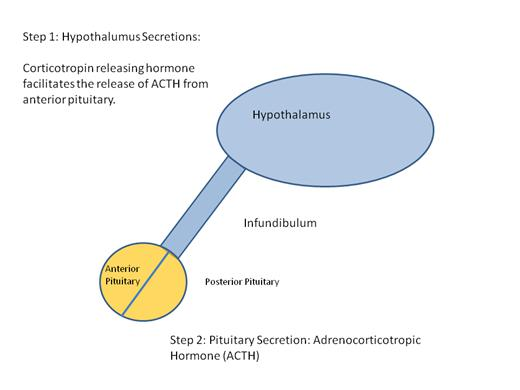 Step 1: Hypothalumus Secretions:
Corticotropin releasing hormone
facilitates the release of ACTH from
anterior pituitary.
Hypothalamus
Infundibulum
Anterior
Pituitary
Posterior Pituitary
Step 2: Pituitary Secretion: Adrenocorticotropic
Hormone (ACTH)